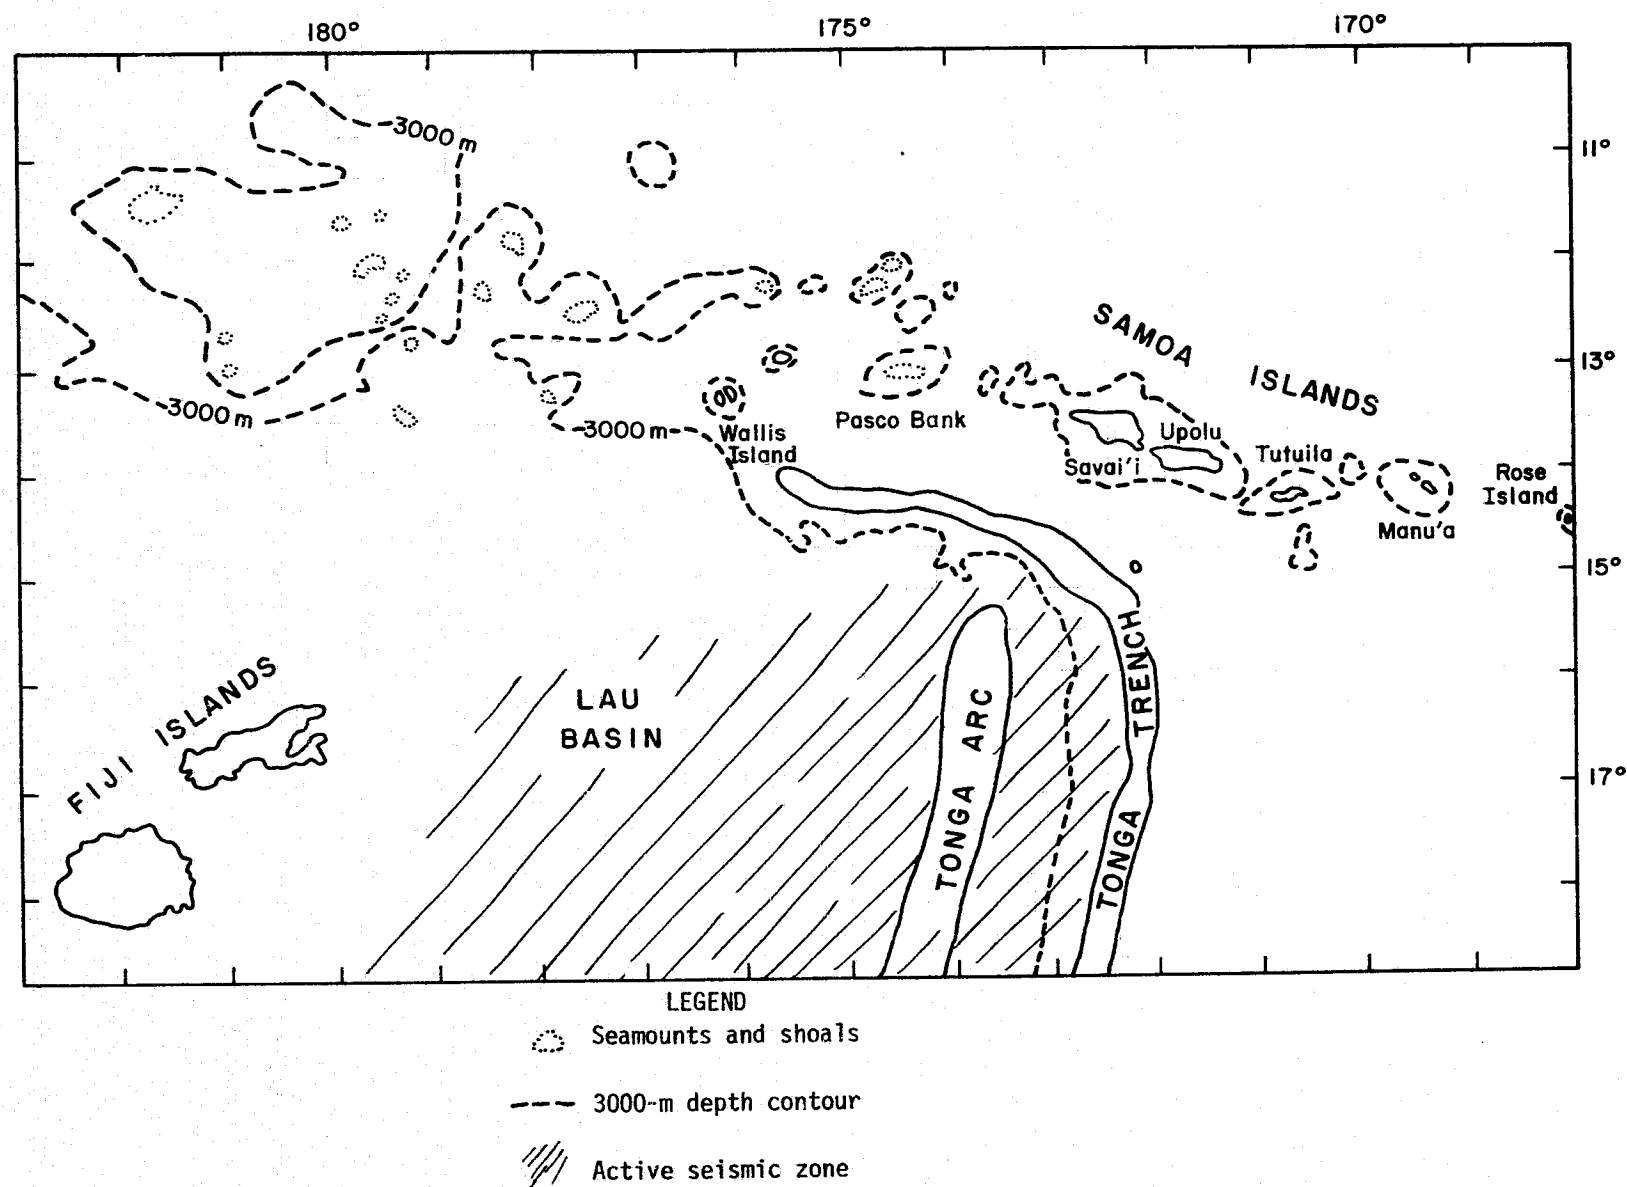 180° 175° 170°
3000 m
11°
SAMOA ISLANDS
13°
3000 m
3000 m
Wallis
Island
Pasco Bank
Savai'i
Upolu
Tutuila
Manu'a
Rose
Island
15°
FIJI ISLANDS
LAU
BASIN
TONGA ARC
TONGA TRENCH
17°
LEGEND
Seamounts and shoals
3000-m depth contour
Active seismic zone